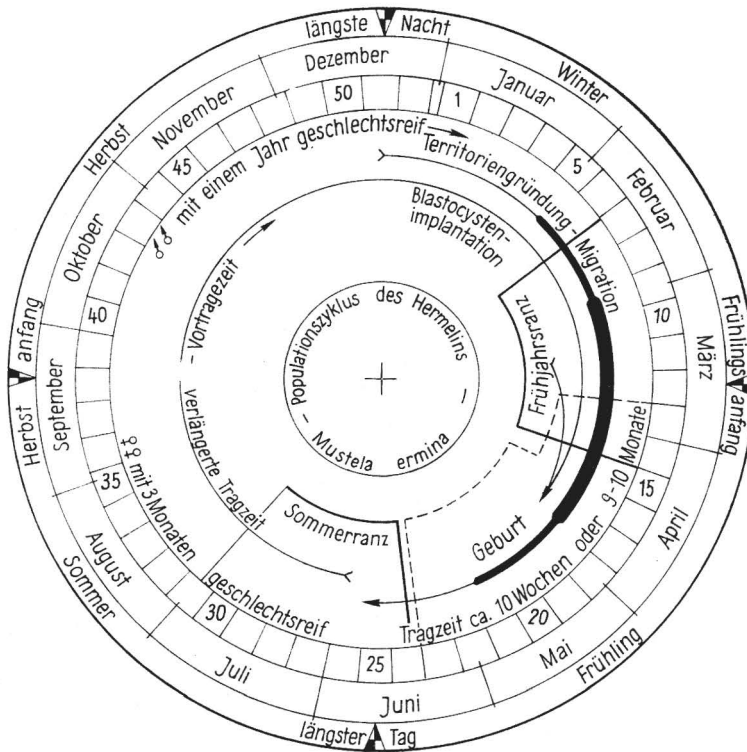 längste Nacht
Winter
Frühlings anfang
Frühling
längster Tag
Sommer
Herbst anfang
Herbst
Januar
Februar
März
April
Mai
Juni
Juli
August
September
Oktober
November
Dezember
1
5
10
15
20
25
30
35
40
45
50
♂♂ mit einem Jahr geschlechtsreif
Territoriengründung - Migration
Blastocysten-
implantation
Frühjahrsranz
Geburt
Tragzeit ca. 10 Wochen oder 9-10 Monate
Sommerranz
♀♀ mit 3 Monaten geschlechtsreif
verlängerte Tragzeit - Vortragezeit
Populationszyklus des Hermelins
- Mustela ermina -